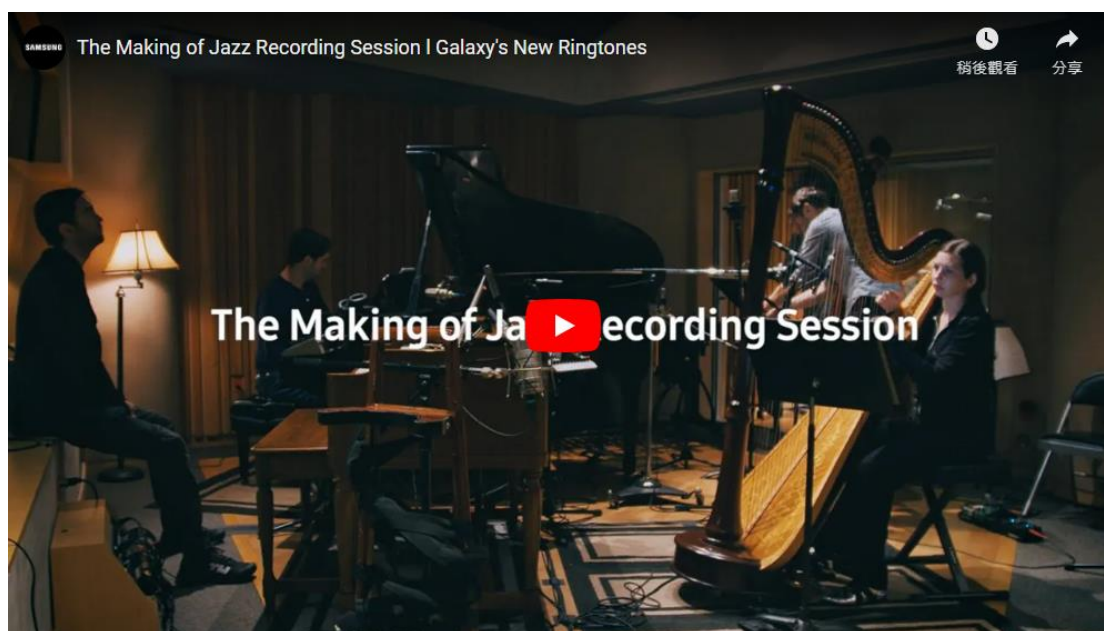 SAMSUNG
The Making of Jazz Recording Session l Galaxy's New Ringtones
稍後觀看
分享
The Making of Ja ecording Session